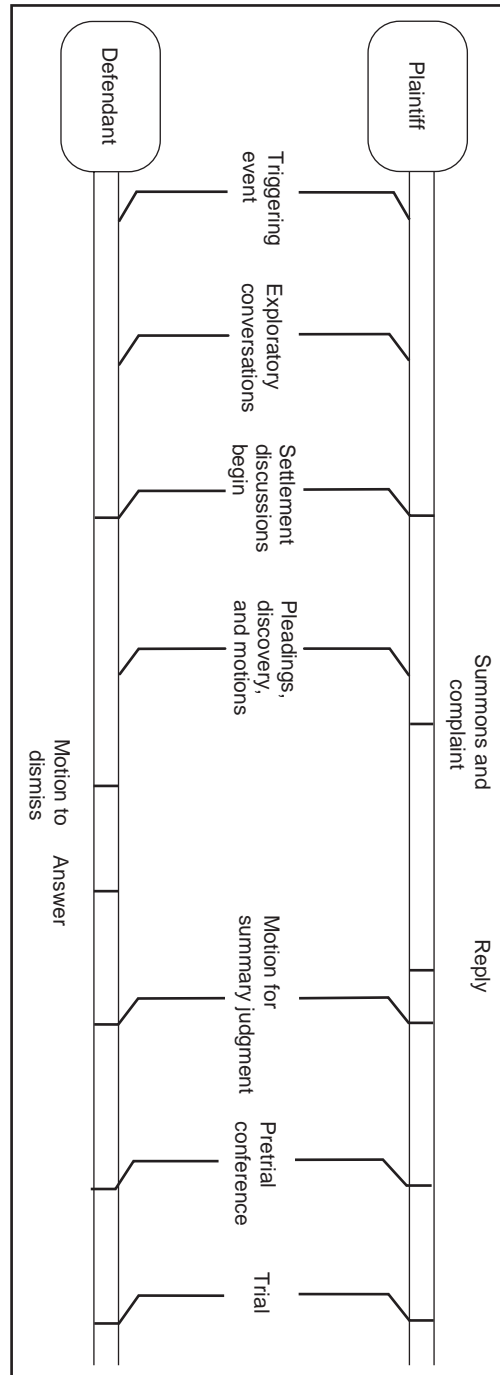 Plaintiff
Defendant
Triggering
event
Exploratory
conversations
Settlement
discussions
begin
Pleadings,
discovery,
and motions
Summons and
complaint
Motion to
dismiss
Answer
Reply
Motion for
summary judgment
Pretrial
conference
Trial